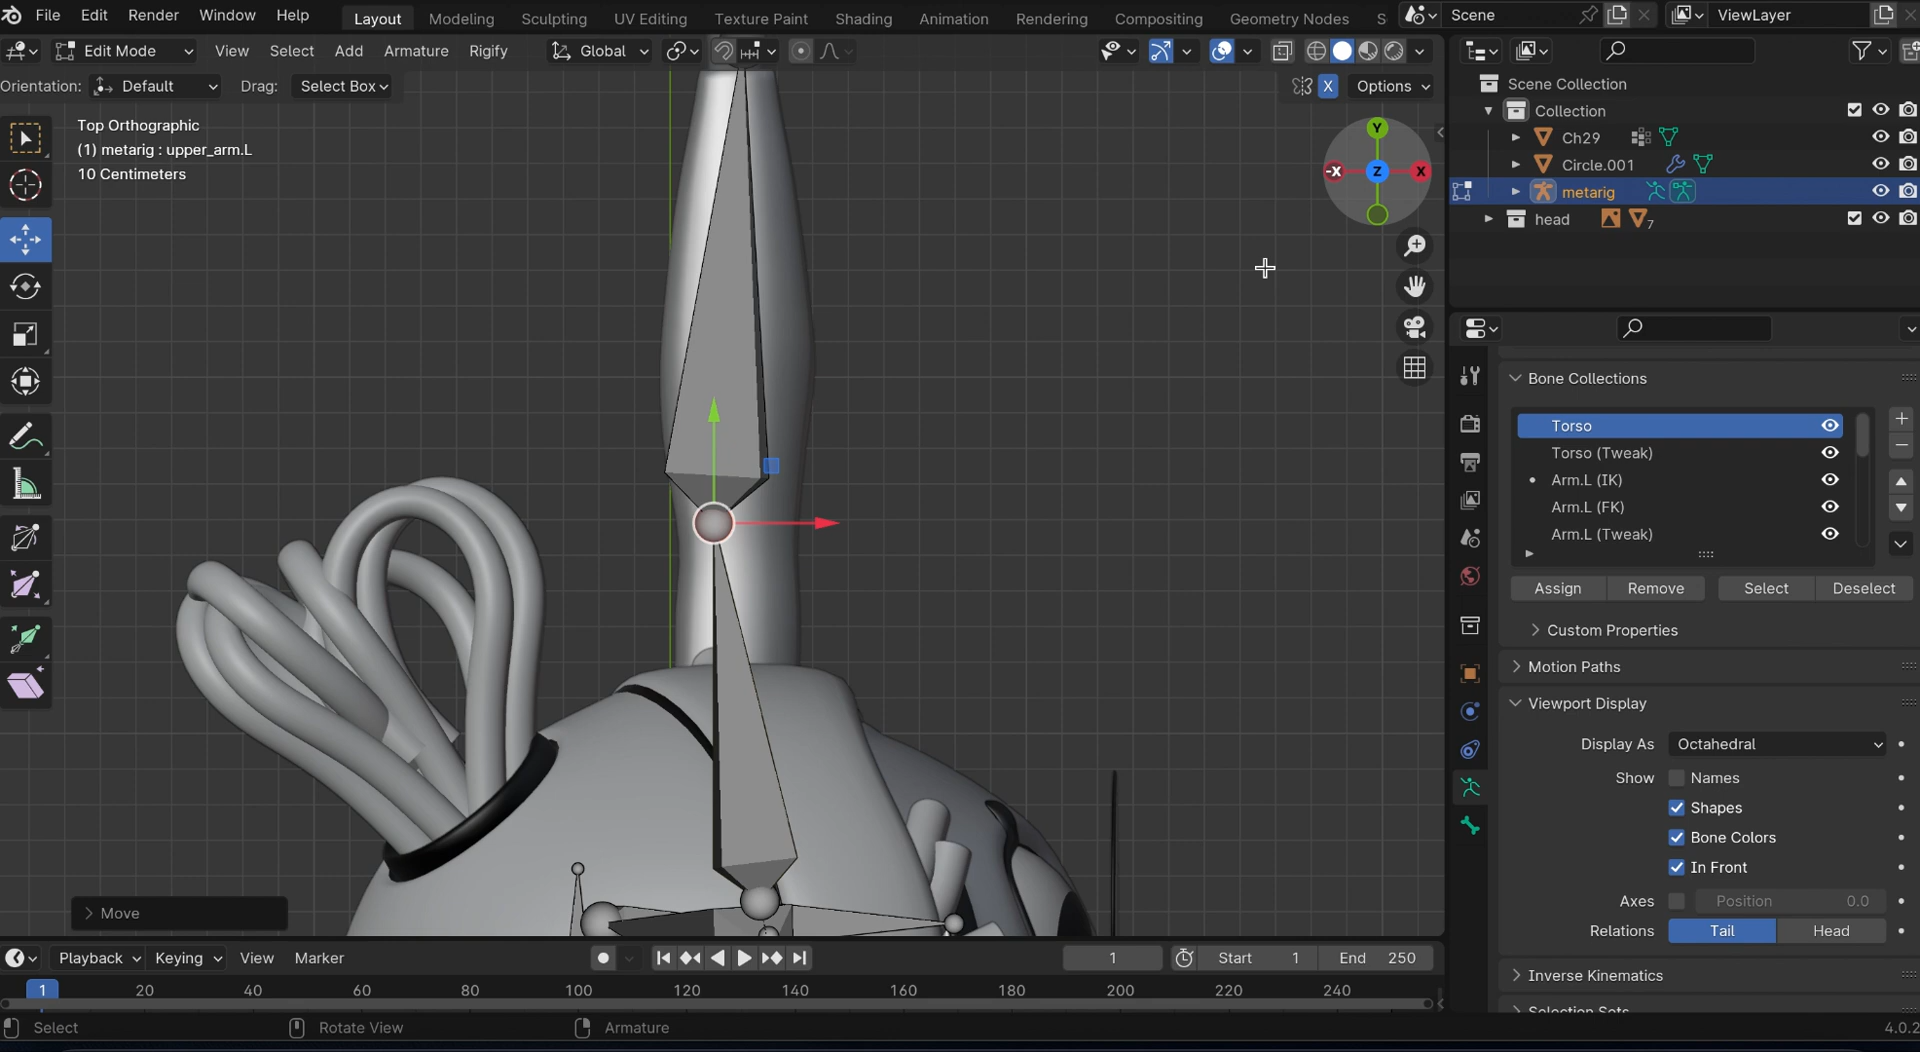 File Edit Render Window Help Layout Modeling Sculpting UV Editing Texture Paint Shading Animation Rendering Compositing Geometry Nodes S Scene ViewLayer
Edit Mode View Select Add Armature Rigify Global
Orientation: Default Drag: Select Box X Options
Top Orthographic
(1) metarig : upper_arm.L
10 Centimeters
Y
-X Z X
Scene Collection
Collection
Ch29
Circle.001
metarig
head 7
Bone Collections
Torso
Torso (Tweak)
Arm.L (IK)
Arm.L (FK)
Arm.L (Tweak)
Assign Remove Select Deselect
Custom Properties
Motion Paths
Viewport Display
Display As Octahedral
Show Names
Shapes
Bone Colors
In Front
Axes Position 0.0
Relations Tail Head
Inverse Kinematics
Selection Sets
Move
Playback Keying View Marker 1 Start 1 End 250
1 20 40 60 80 100 120 140 160 180 200 220 240
Select Rotate View Armature 4.0.2